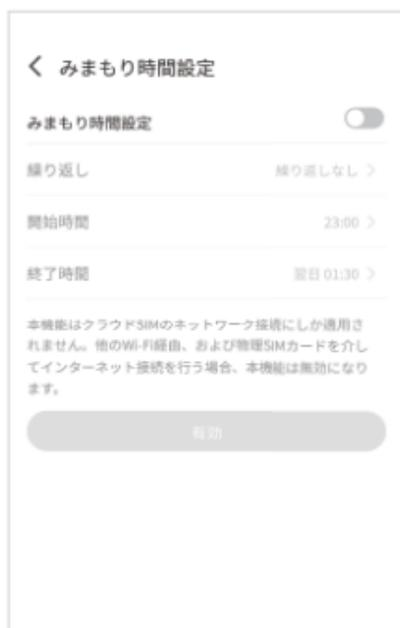 みまもり時間設定
みまもり時間設定
繰り返し 繰り返しなし
開始時間 23:00
終了時間 翌日 01:30
本機能はクラウドSIMのネットワーク接続にしか適用さ
れません。他のWi-Fi経由、および物理SIMカードを介し
てインターネット接続を行う場合、本機能は無効になり
ます。
有効